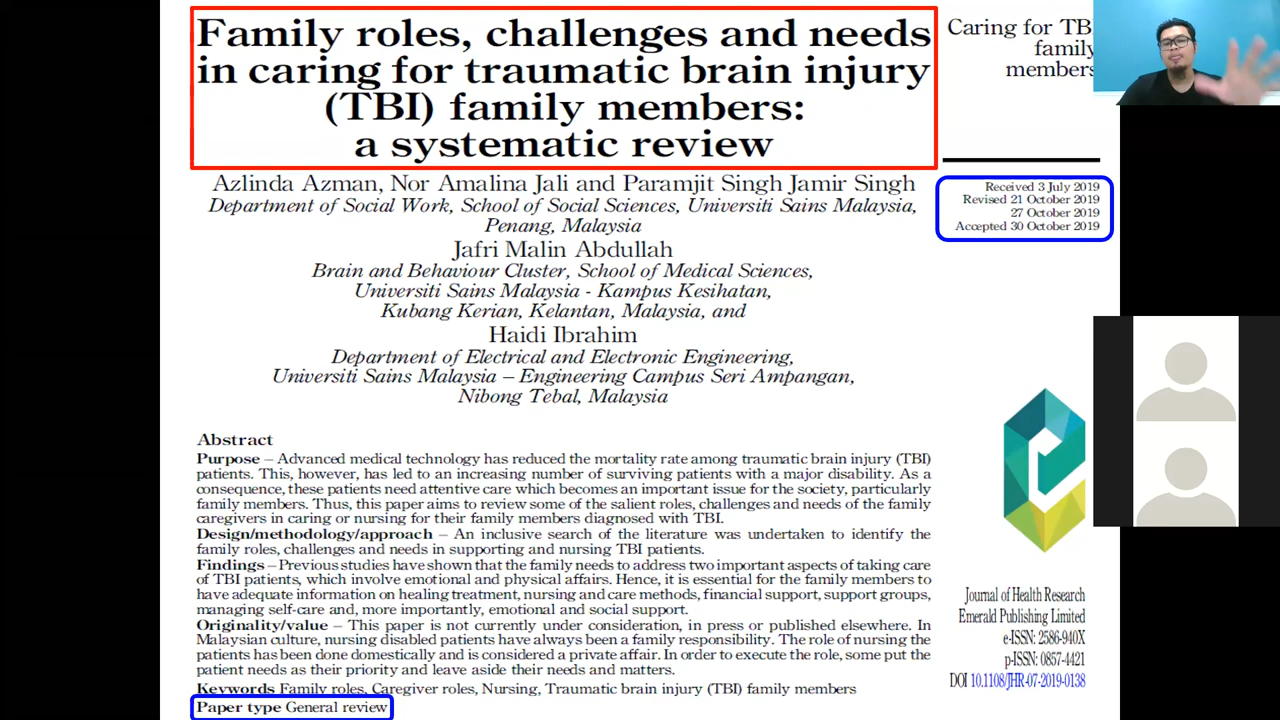 Family roles, challenges and needs
in caring for traumatic brain injury
(TBI) family members:
a systematic review
Caring for TBI
family
members
Azlinda Azman, Nor Amalina Jali and Paramjit Singh Jamir Singh
Department of Social Work, School of Social Sciences, Universiti Sains Malaysia,
Penang, Malaysia
Jafri Malin Abdullah
Brain and Behaviour Cluster, School of Medical Sciences,
Universiti Sains Malaysia - Kampus Kesihatan,
Kubang Kerian, Kelantan, Malaysia, and
Haidi Ibrahim
Department of Electrical and Electronic Engineering,
Universiti Sains Malaysia – Engineering Campus Seri Ampangan,
Nibong Tebal, Malaysia
Received 3 July 2019
Revised 21 October 2019
27 October 2019
Accepted 30 October 2019
Abstract
Purpose – Advanced medical technology has reduced the mortality rate among traumatic brain injury (TBI)
patients. This, however, has led to an increasing number of surviving patients with a major disability. As a
consequence, these patients need attentive care which becomes an important issue for the society, particularly
family members. Thus, this paper aims to review some of the salient roles, challenges and needs of the family
caregivers in caring or nursing for their family members diagnosed with TBI.
Design/methodology/approach – An inclusive search of the literature was undertaken to identify the
family roles, challenges and needs in supporting and nursing TBI patients.
Findings – Previous studies have shown that the family needs to address two important aspects of taking care
of TBI patients, which involve emotional and physical affairs. Hence, it is essential for the family members to
have adequate information on healing treatment, nursing and care methods, financial support, support groups,
managing self-care and, more importantly, emotional and social support.
Originality/value – This paper is not currently under consideration, in press or published elsewhere. In
Malaysian culture, nursing disabled patients have always been a family responsibility. The role of nursing the
patients has been done domestically and is considered a private affair. In order to execute the role, some put the
patient needs as their priority and leave aside their needs and matters.
Keywords Family roles, Caregiver roles, Nursing, Traumatic brain injury (TBI) family members
Paper type General review
Journal of Health Research
Emerald Publishing Limited
e-ISSN: 2586-940X
p-ISSN: 0857-4421
DOI 10.1108/JHR-07-2019-0138